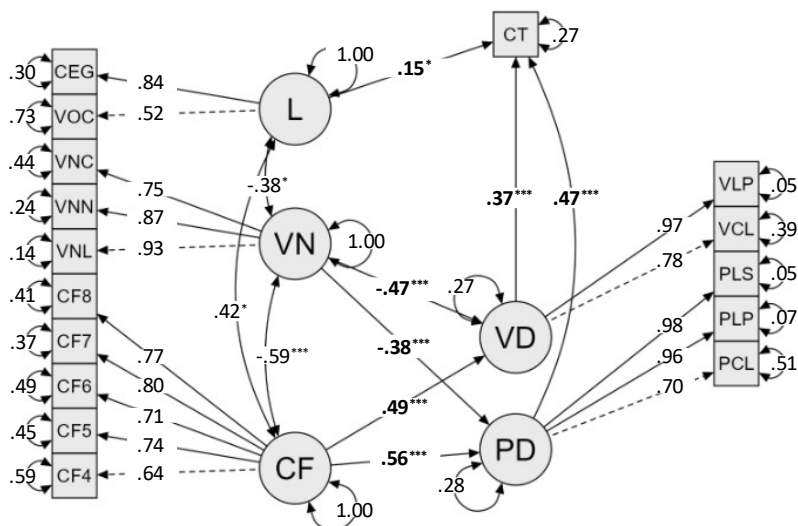 CT
.27
1.00
.15*
.30
CEG
.84
L
.73
VOC
.52
.44
VNC
.75
-.38*
.24
VNN
.87
VN
1.00
.14
VNL
.93
.37***
.47***
VLP
.05
.97
VCL
.39
.78
PLS
.05
.41
CF8
-.47***
.27
.98
PLP
.07
.42*
VD
.96
.37
CF7
.77
-.59***
-.38***
.70
PCL
.51
.80
.49
CF6
.71
.49***
.45
CF5
.74
CF
.56***
PD
.59
CF4
.64
.28
1.00